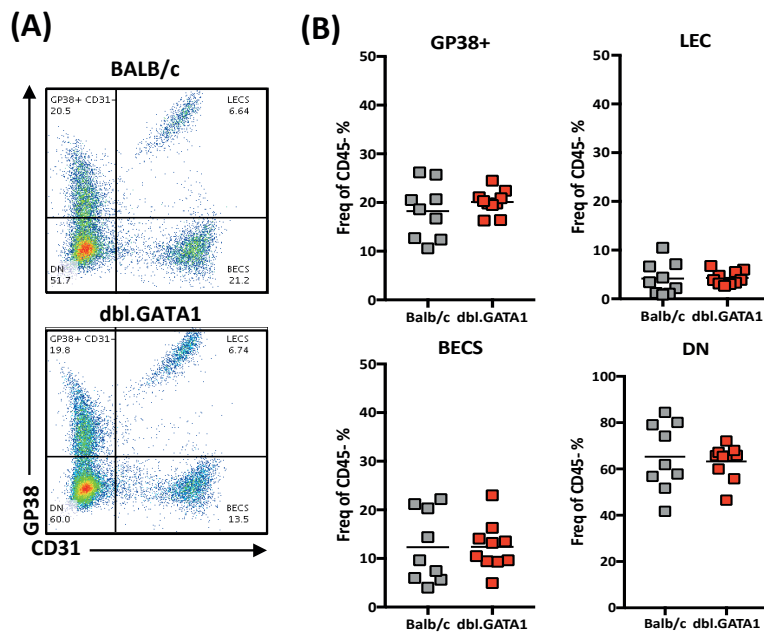 (A)
BALB/c
GP38+ CD31-
20.5
LECS
6.64
DN
51.7
BECS
21.2
dbl.GATA1
GP38+ CD31-
19.8
LECS
6.74
DN
60.0
BECS
13.5
GP38
CD31
(B)
GP38+
Freq of CD45- %
50
40
30
20
10
0
Balb/c dbl.GATA1
LEC
Freq of CD45- %
50
40
30
20
10
0
Balb/c dbl.GATA1
BECS
Freq of CD45- %
50
40
30
20
10
0
Balb/c dbl.GATA1
DN
Freq of CD45- %
100
80
60
40
20
0
Balb/c dbl.GATA1